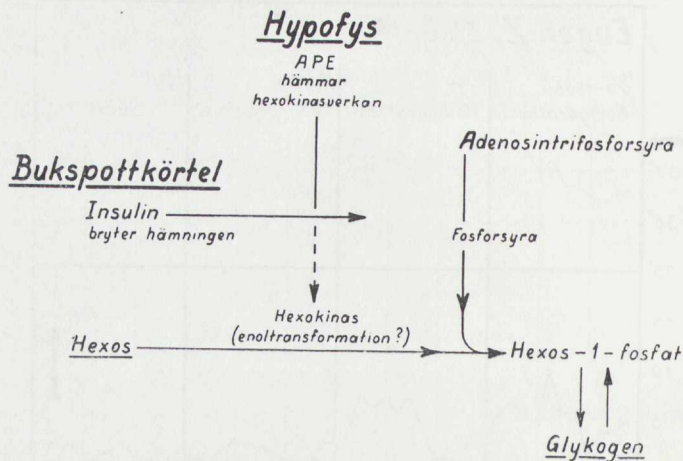 Hypofys
APE
hämmar
hexokinasverkan
Adenosintrifosforsyra
Bukspottkörtel
Insulin
bryter hämningen
Fosforsyra
Hexokinas
(enoltransformation?)
Hexos
Hexos-1-fosfat
Glykogen